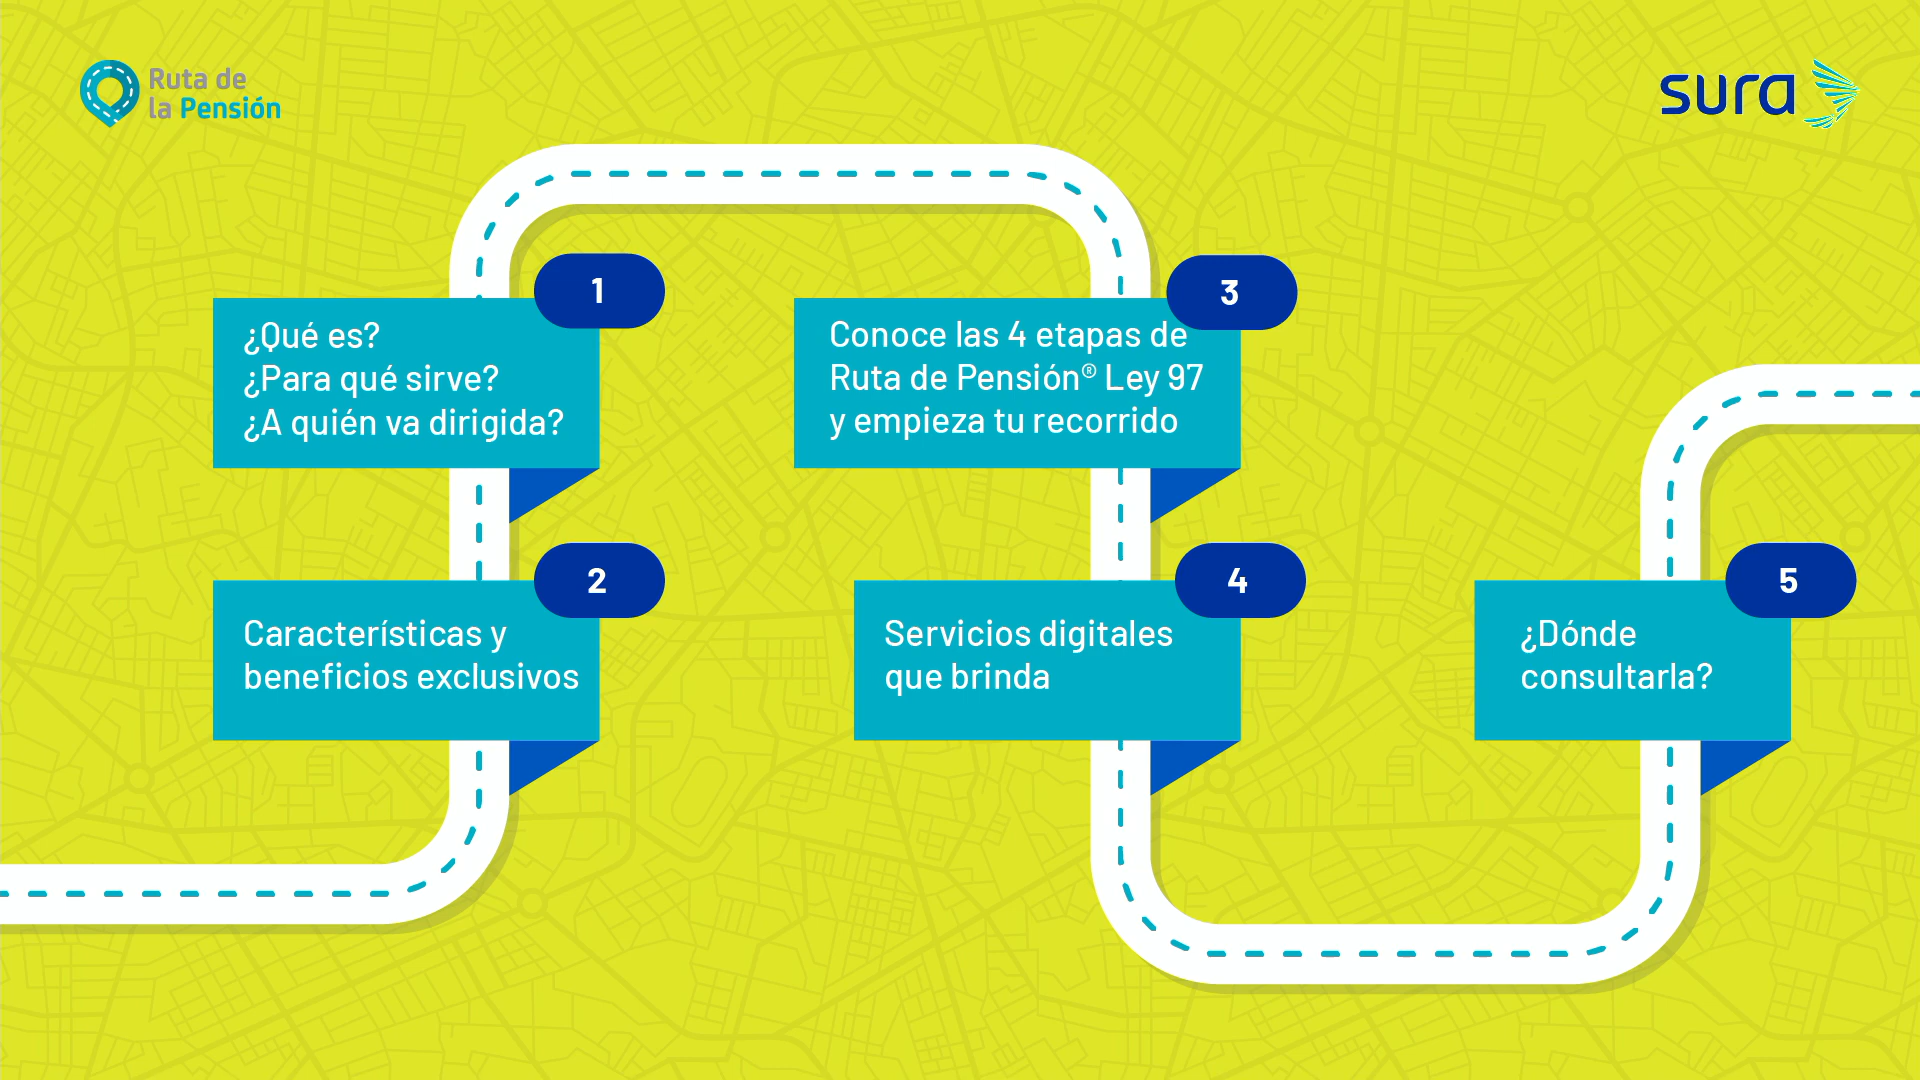 Ruta de
la Pensión
sura
1
¿Qué es?
¿Para qué sirve?
¿A quién va dirigida?
2
Características y
beneficios exclusivos
3
Conoce las 4 etapas de
Ruta de Pensión® Ley 97
y empieza tu recorrido
4
Servicios digitales
que brinda
5
¿Dónde
consultarla?